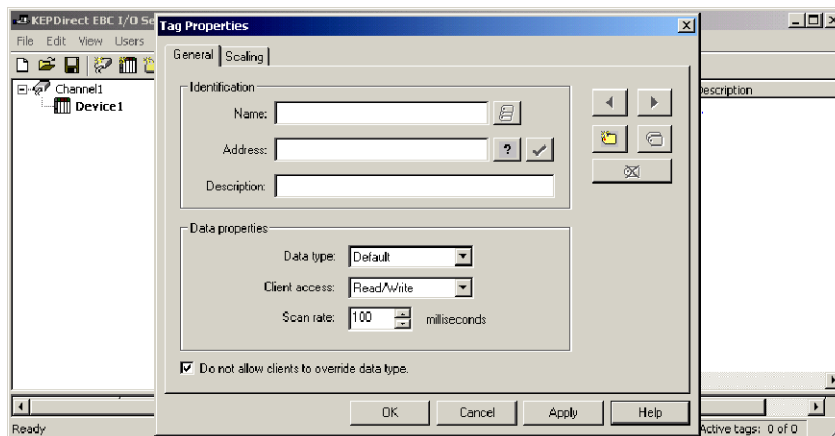 KEPDirect EBC I/O Se
Tag Properties
File Edit View Users
General Scaling
Channel1
Device1
Description
Identification
Name:
Address:
?
Description:
Data properties
Data type: Default
Client access: Read/Write
Scan rate: 100 milliseconds
Do not allow clients to override data type.
OK Cancel Apply Help
Ready
Active tags: 0 of 0